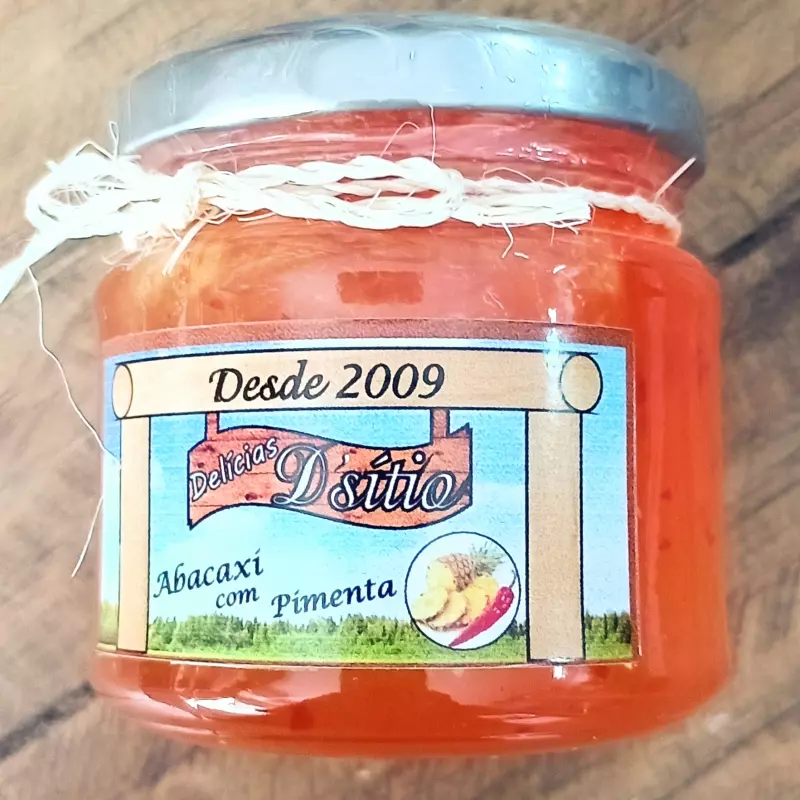 Desde 2009
Delícias
D'sítio
Abacaxi
com Pimenta